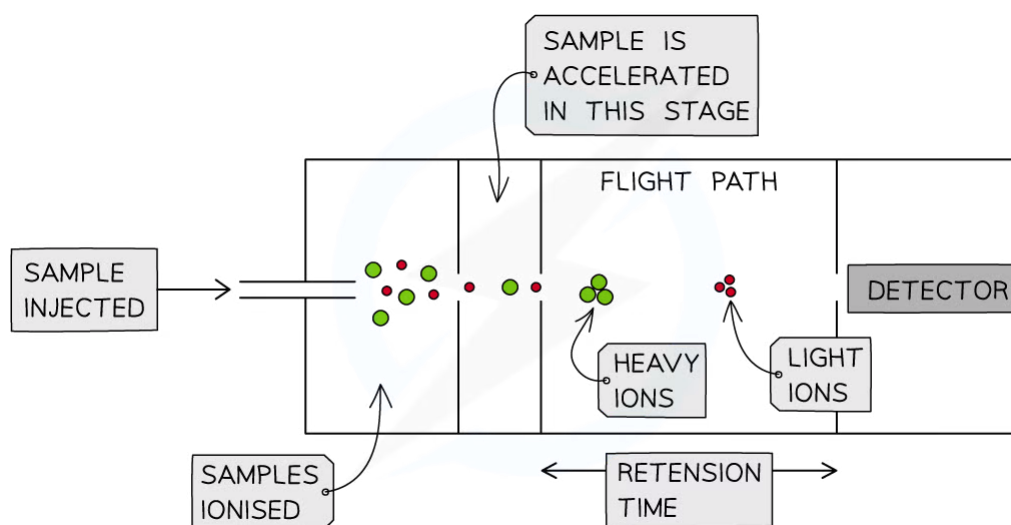 SAMPLE IS
ACCELERATED
IN THIS STAGE
FLIGHT PATH
SAMPLE
INJECTED
DETECTOR
HEAVY
IONS
LIGHT
IONS
SAMPLES
IONISED
RETENSION
TIME